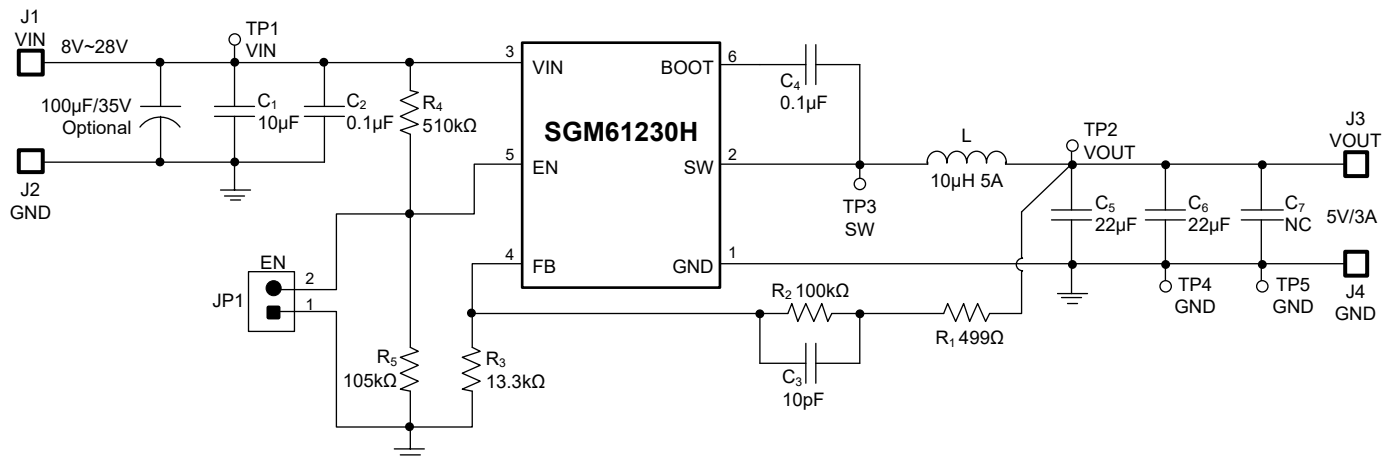 J1
VIN
8V~28V
TP1
VIN
100µF/35V
Optional
C1
10µF
C2
0.1µF
R4
510kΩ
J2
GND
3
VIN
BOOT
6
SGM61230H
5
EN
SW
2
4
FB
GND
1
C4
0.1µF
TP3
SW
L
10µH 5A
TP2
VOUT
J3
VOUT
C5
22µF
C6
22µF
C7
NC
5V/3A
TP4
GND
TP5
GND
J4
GND
EN
JP1
2
1
R5
105kΩ
R3
13.3kΩ
R2 100kΩ
C3
10pF
R1 499Ω